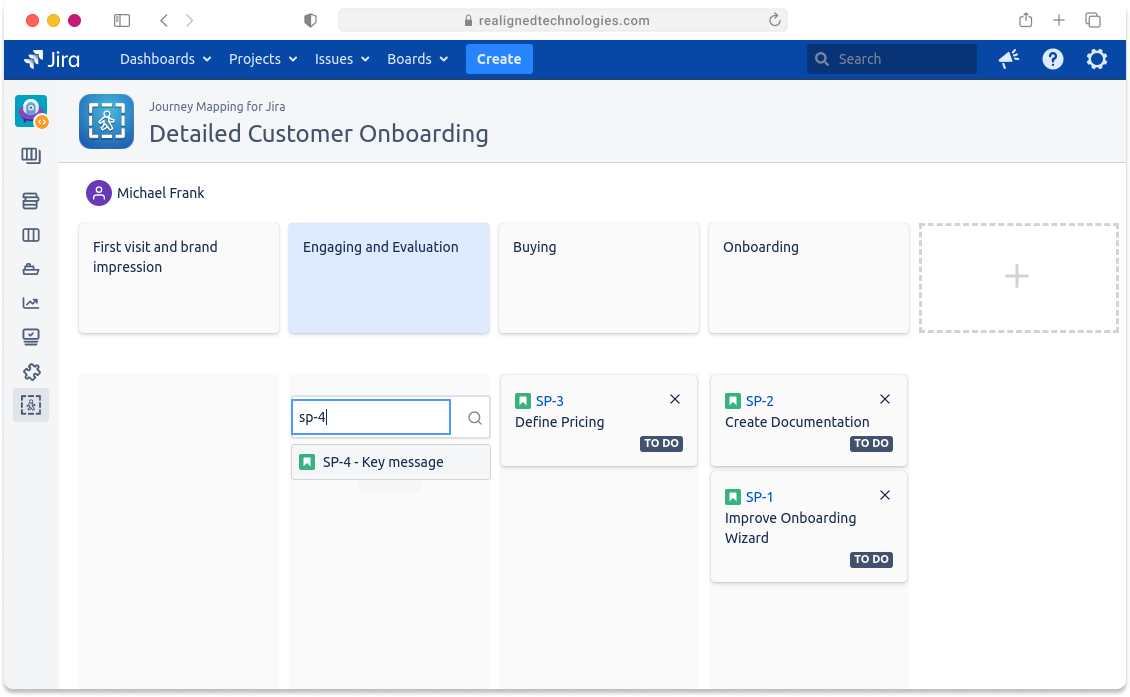 realignedtechnologies.com
Jira
Dashboards
Projects
Issues
Boards
Create
Search
Journey Mapping for Jira
Detailed Customer Onboarding
Michael Frank
First visit and brand
impression
Engaging and Evaluation
Buying
Onboarding
sp-4
SP-4 - Key message
SP-3
Define Pricing
TO DO
SP-2
Create Documentation
TO DO
SP-1
Improve Onboarding
Wizard
TO DO